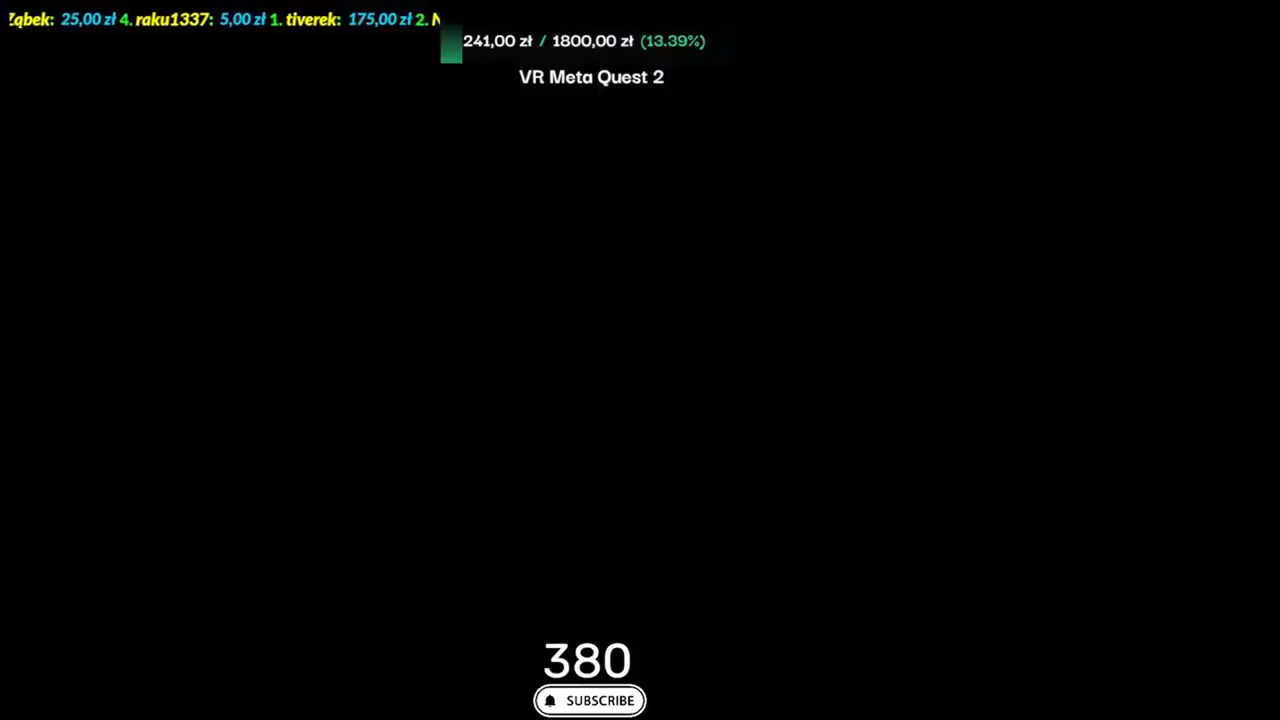 Ząbek: 25,00 zł 4. raku1337: 5,00 zł 1. tiverek: 175,00 zł 2.
241,00 zł / 1800,00 zł (13.39%)
VR Meta Quest 2
380
SUBSCRIBE